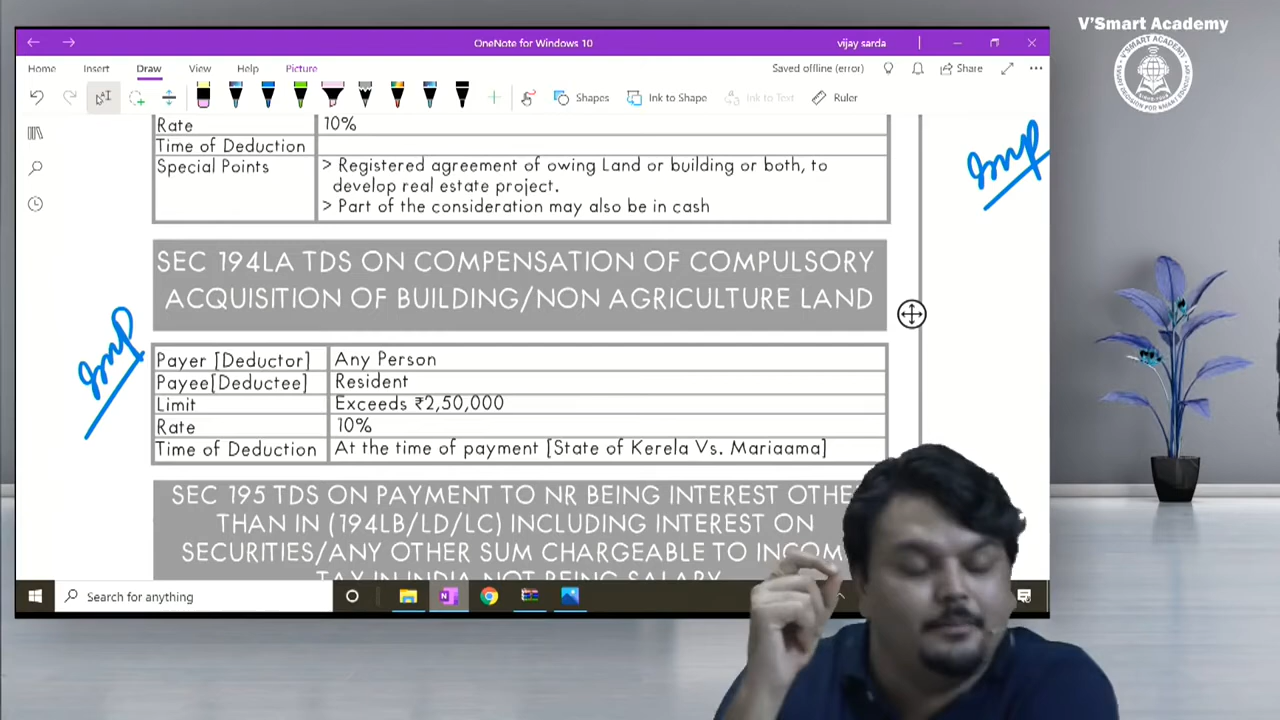 V'Smart Academy
OneNote for Windows 10
vijay sarda
Home
Insert
Draw
View
Help
Picture
Saved offline (error)
Share
Shapes
Ink to Shape
Ink to Text
Ruler
Rate
10%
Time of Deduction
Special Points
> Registered agreement of owing Land or building or both, to
develop real estate project.
> Part of the consideration may also be in cash
Imp
SEC 194LA TDS ON COMPENSATION OF COMPULSORY
ACQUISITION OF BUILDING/NON AGRICULTURE LAND
Imp
Payer [Deductor]
Any Person
Payee[Deductee]
Resident
Limit
Exceeds ₹2,50,000
Rate
10%
Time of Deduction
At the time of payment [State of Kerela Vs. Mariaama]
SEC 195 TDS ON PAYMENT TO NR BEING INTEREST
THAN IN (194LB/LD/LC) INCLUDING INTEREST ON
SECURITIES/ANY OTHER SUM CHARGEABLE TO
TAX IN INDIA NOT BEING SALARY
Search for anything